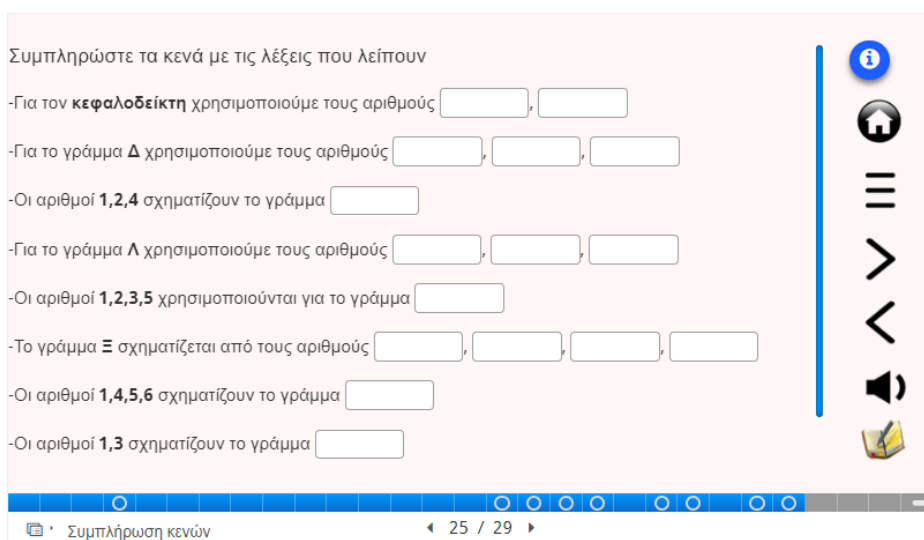 Συμπληρώστε τα κενά με τις λέξεις που λείπουν
-Για τον κεφαλοδείκτη χρησιμοποιούμε τους αριθμούς ,
-Για το γράμμα Δ χρησιμοποιούμε τους αριθμούς , ,
-Οι αριθμοί 1,2,4 σχηματίζουν το γράμμα
-Για το γράμμα Λ χρησιμοποιούμε τους αριθμούς , ,
-Οι αριθμοί 1,2,3,5 χρησιμοποιούνται για το γράμμα
-Το γράμμα Ξ σχηματίζεται από τους αριθμούς , , ,
-Οι αριθμοί 1,4,5,6 σχηματίζουν το γράμμα
-Οι αριθμοί 1,3 σχηματίζουν το γράμμα
Συμπλήρωση κενών 25 / 29